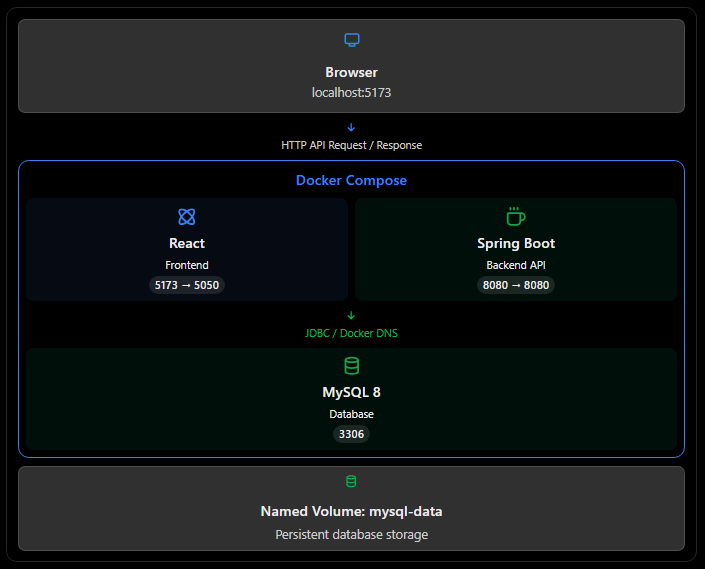 Browser
localhost:5173
HTTP API Request / Response
Docker Compose
React
Frontend
5173 → 5050
Spring Boot
Backend API
8080 → 8080
JDBC / Docker DNS
MySQL 8
Database
3306
Named Volume: mysql-data
Persistent database storage